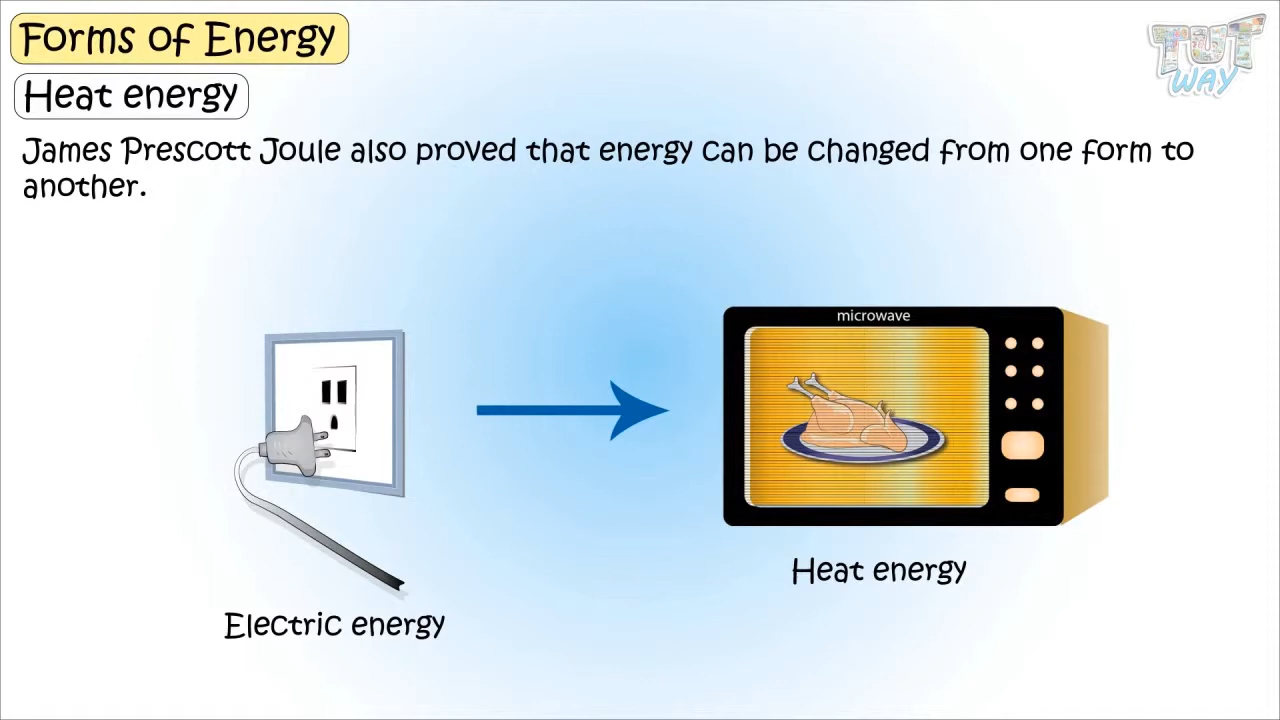 Forms of Energy
TUT
WAY
Heat energy
James Prescott Joule also proved that energy can be changed from one form to
another.
microwave
Heat energy
Electric energy